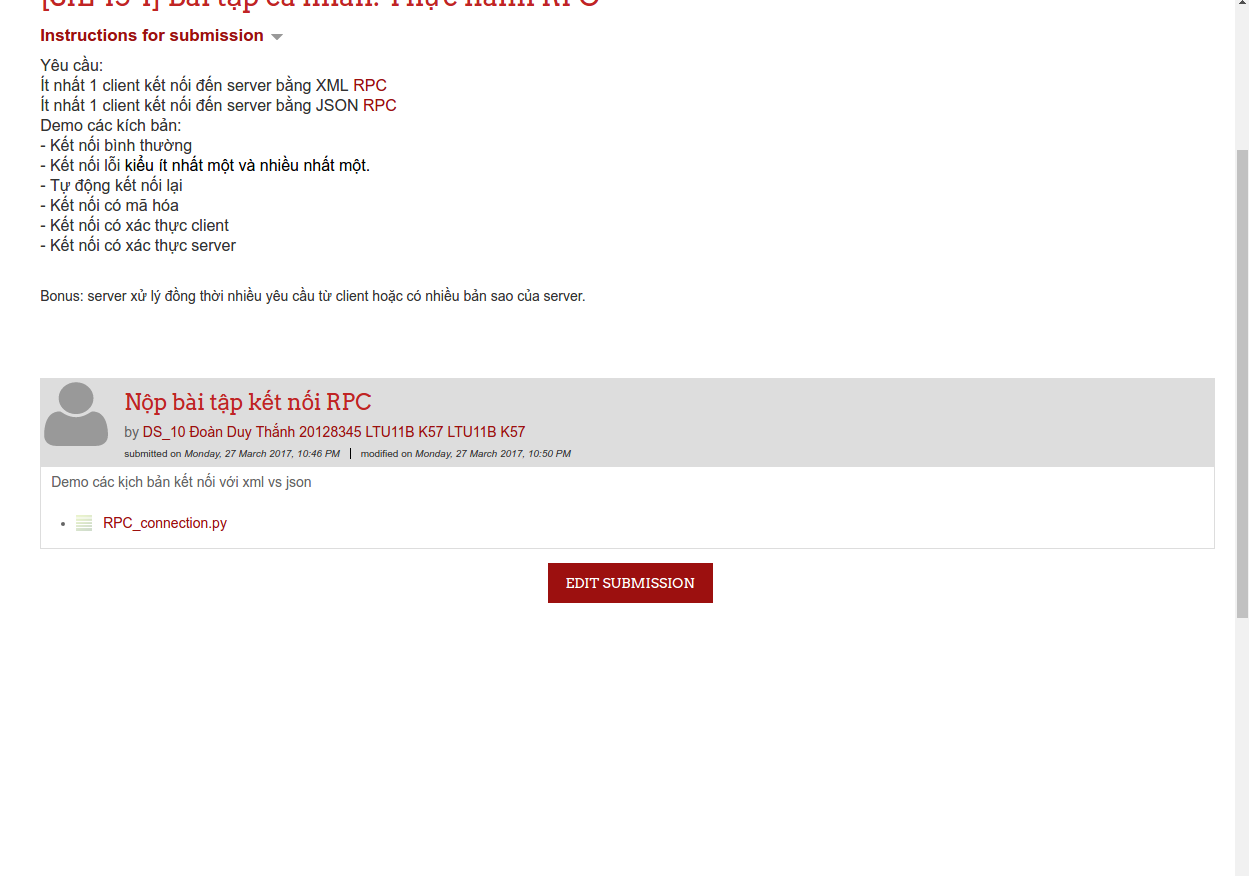 Bài tập cá nhân: Thực hành RPC
Instructions for submission
Yêu cầu:
Ít nhất 1 client kết nối đến server bằng XML RPC
Ít nhất 1 client kết nối đến server bằng JSON RPC
Demo các kích bản:
- Kết nối bình thường
- Kết nối lỗi kiểu ít nhất một và nhiều nhất một.
- Tự động kết nối lại
- Kết nối có mã hóa
- Kết nối có xác thực client
- Kết nối có xác thực server
Bonus: server xử lý đồng thời nhiều yêu cầu từ client hoặc có nhiều bản sao của server.
Nộp bài tập kết nối RPC
by DS_10 Đoàn Duy Thắnh 20128345 LTU11B K57 LTU11B K57
submitted on Monday, 27 March 2017, 10:46 PM | modified on Monday, 27 March 2017, 10:50 PM
Demo các kịch bản kết nối với xml vs json
RPC_connection.py
EDIT SUBMISSION